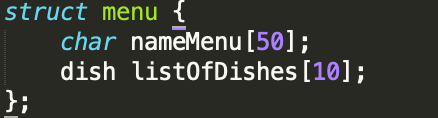 struct menu {
    char nameMenu[50];
    dish listOfDishes[10];
};